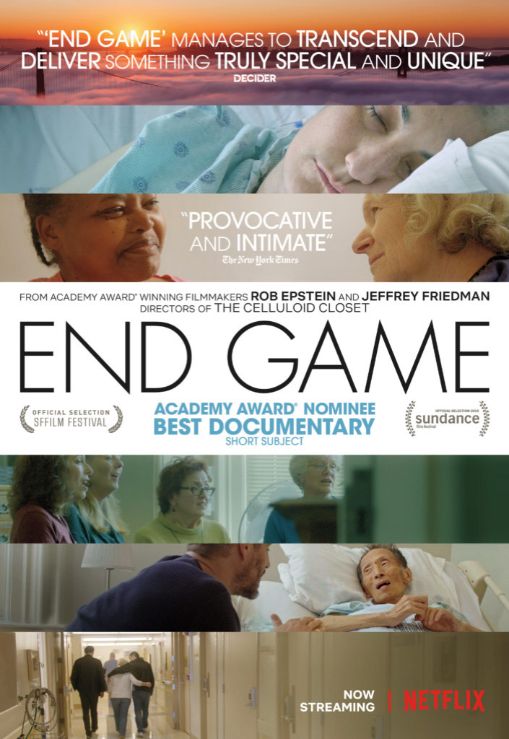 “‘END GAME’ MANAGES TO TRANSCEND AND
DELIVER SOMETHING TRULY SPECIAL AND UNIQUE”
DECIDER
“PROVOCATIVE
AND INTIMATE”
The New York Times
FROM ACADEMY AWARD® WINNING FILMMAKERS ROB EPSTEIN AND JEFFREY FRIEDMAN
DIRECTORS OF THE CELLULOID CLOSET
END GAME
OFFICIAL SELECTION
SFFILM FESTIVAL
ACADEMY AWARD® NOMINEE
BEST DOCUMENTARY
SHORT SUBJECT
sundance
film festival
NOW
STREAMING
NETFLIX